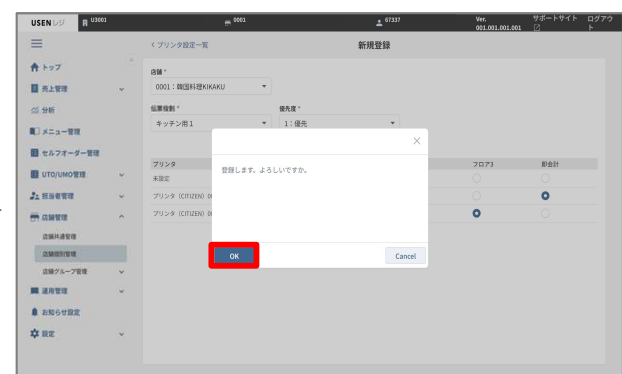 USENレジ U3001 0001 67337 Ver. 001.001.001.001 サポートサイト ログアウト
< プリンタ設定一覧 新規登録
トップ
売上管理
分析
メニュー管理
セルフオーダー管理
UTO/UMO管理
担当者管理
店舗管理
店舗共通管理
店舗個別管理
店舗グループ管理
運用管理
お知らせ設定
設定
店舗 *
0001：韓国料理KIKAKU
伝票種別 * 優先度 *
キッチン用1 1：優先
プリンタ フロア3 即会計
未設定
プリンタ (CITIZEN)
プリンタ (CITIZEN)
登録します。よろしいですか。
OK Cancel